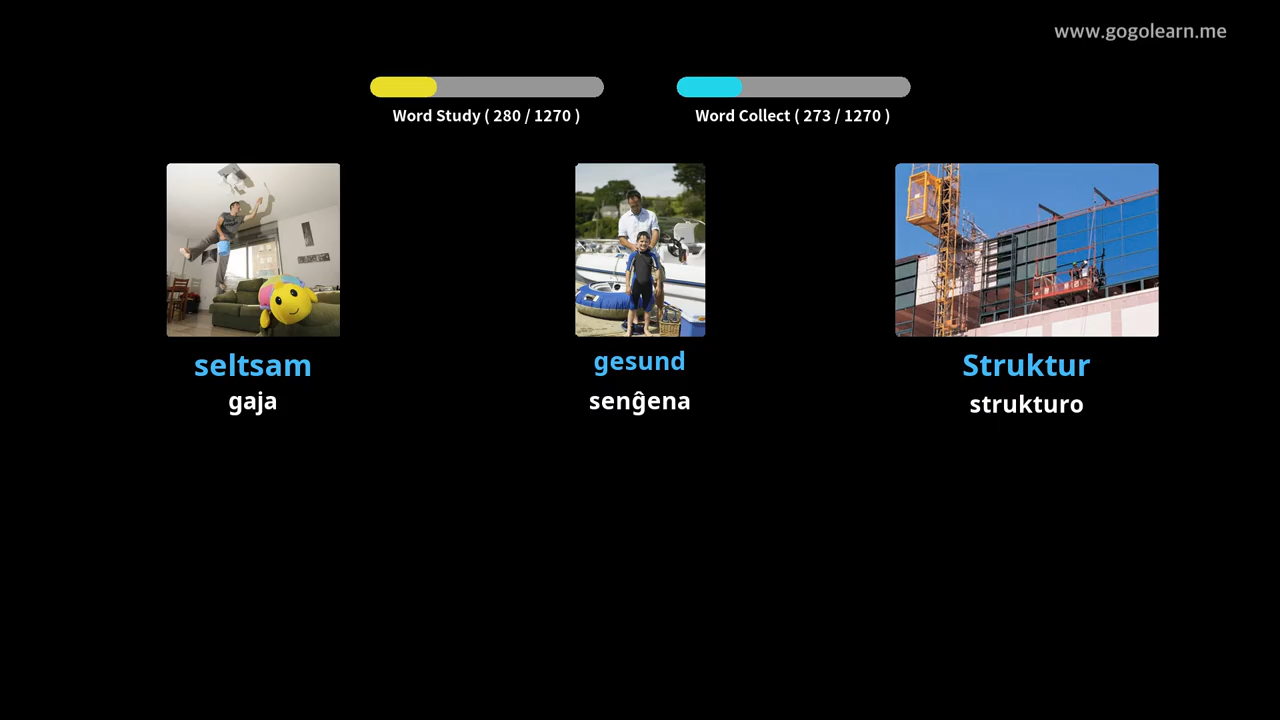 www.gogolearn.me
Word Study ( 280 / 1270 )
Word Collect ( 273 / 1270 )
seltsam
gaja
gesund
senĝena
Struktur
strukturo